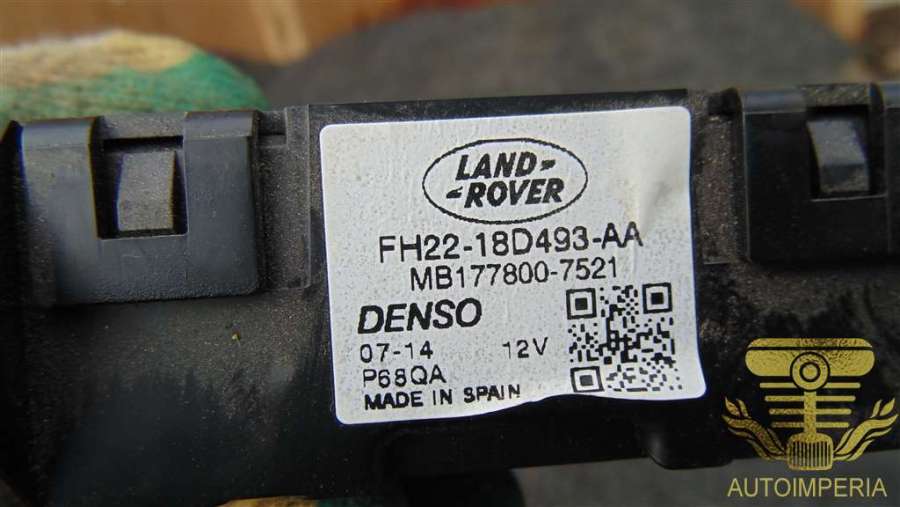 LAND-
-ROVER
FH22-18D493-AA
MB177800-7521
DENSO
07-14 12V
P68QA
MADE IN SPAIN
AUTOIMPERIA